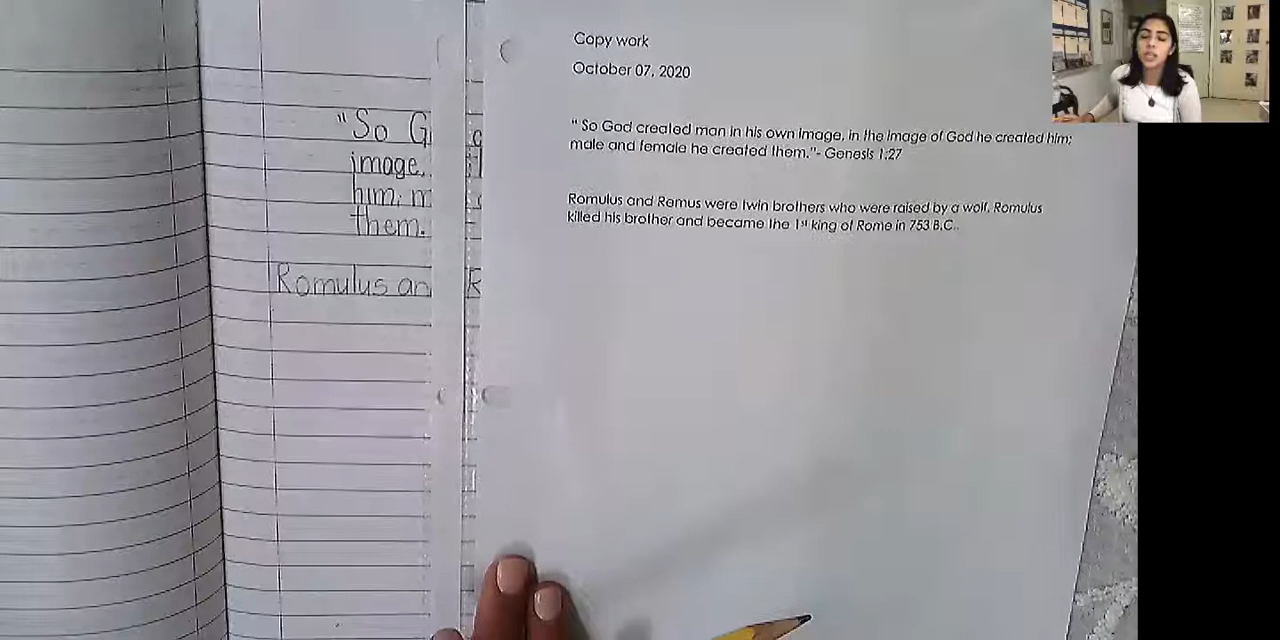 Copy work
October 07, 2020
" So God created man in his own image, in the image of God he created him;
male and female he created them."- Genesis 1:27
Romulus and Remus were twin brothers who were raised by a wolf. Romulus
killed his brother and became the 1st king of Rome in 753 B.C..
"So G
image,
him; m
them.
Romulus an